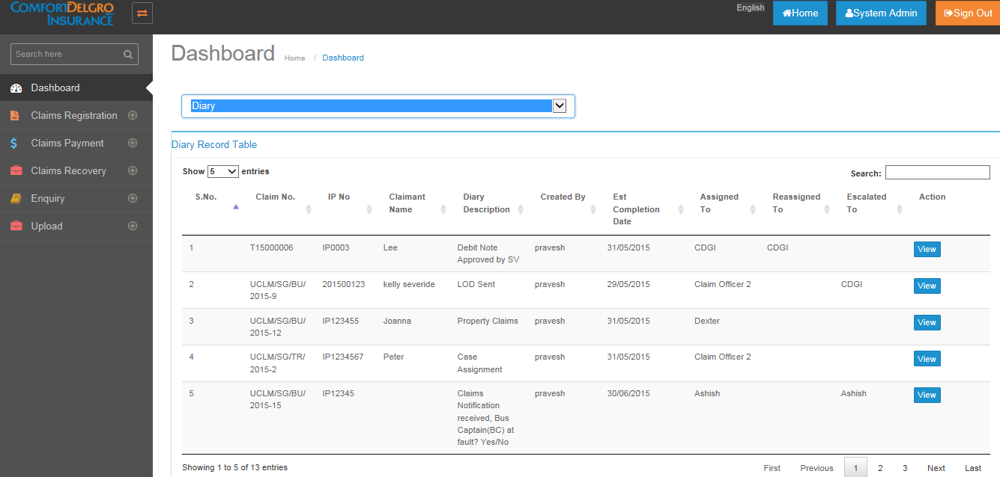 COMFORTDELGRO
INSURANCE
English
Home
System Admin
Sign Out
Search here
Dashboard
Claims Registration
Claims Payment
Claims Recovery
Enquiry
Upload
Dashboard Home / Dashboard
Diary
Diary Record Table
Show 5 entries
Search:
S.No. Claim No. IP No Claimant Name Diary Description Created By Est Completion Date Assigned To Reassigned To Escalated To Action
1 T15000006 IP0003 Lee Debit Note Approved by SV pravesh 31/05/2015 CDGI CDGI View
2 UCLM/SG/BU/2015-9 201500123 kelly severide LOD Sent pravesh 29/05/2015 Claim Officer 2 CDGI View
3 UCLM/SG/BU/2015-12 IP123455 Joanna Property Claims pravesh 31/05/2015 Dexter View
4 UCLM/SG/TR/2015-2 IP1234567 Peter Case Assignment pravesh 31/05/2015 Claim Officer 2 View
5 UCLM/SG/BU/2015-15 IP12345 Claims Notification received, Bus Captain(BC) at fault? Yes/No pravesh 30/06/2015 Ashish Ashish View
Showing 1 to 5 of 13 entries
First Previous 1 2 3 Next Last